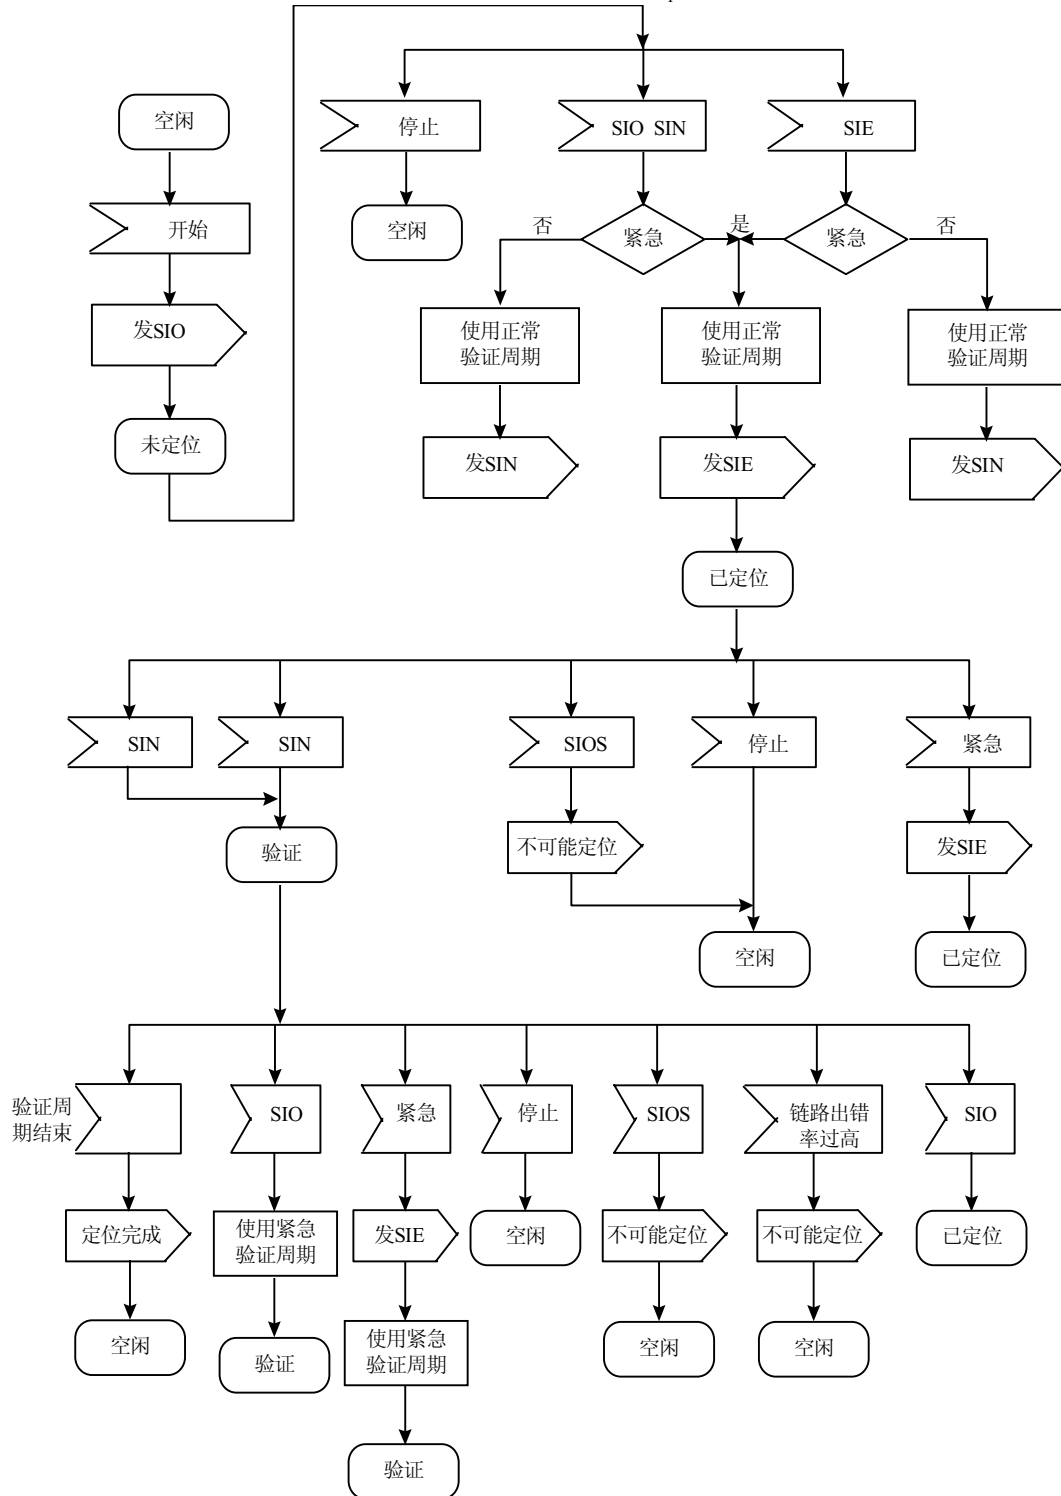 空闲
开始
发SIO
未定位
停止
SIO SIN
SIE
空闲
否
紧急
是
紧急
否
使用正常
验证周期
使用正常
验证周期
使用正常
验证周期
发SIN
发SIE
发SIN
已定位
SIN
SIN
SIOS
停止
紧急
验证
不可能定位
发SIE
空闲
已定位
验证周
期结束
SIO
紧急
停止
SIOS
链路出错
率过高
SIO
定位完成
使用紧急
验证周期
发SIE
空闲
不可能定位
不可能定位
已定位
空闲
验证
使用紧急
验证周期
空闲
空闲
验证